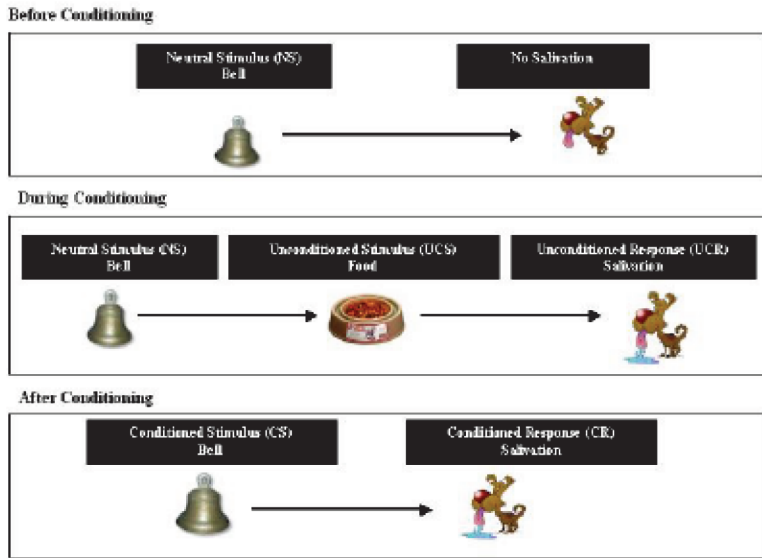 Before Conditioning
Neutral Stimulus (NS)
Bell
No Salivation
During Conditioning
Neutral Stimulus (NS)
Bell
Unconditioned Stimulus (UCS)
Food
Unconditioned Response (UCR)
Salivation
After Conditioning
Conditioned Stimulus (CS)
Bell
Conditioned Response (CR)
Salivation